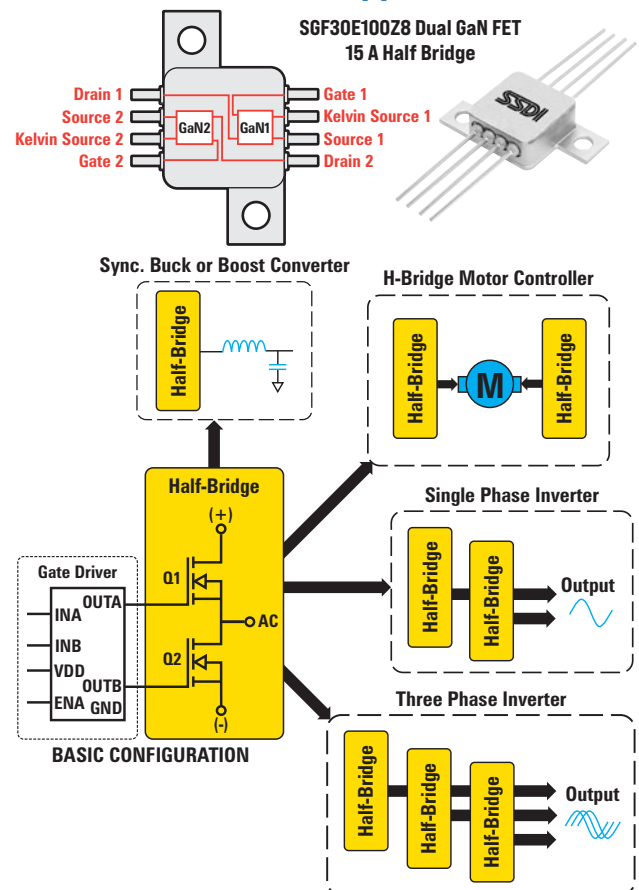 SGF30E100Z8 Dual GaN FET
15 A Half Bridge
Drain 1
Source 2
Kelvin Source 2
Gate 2
GaN2
GaN1
Gate 1
Kelvin Source 1
Source 1
Drain 2
SSDI
Sync. Buck or Boost Converter
Half-Bridge
H-Bridge Motor Controller
Half-Bridge
M
Half-Bridge
Half-Bridge
(+)
Q1
AC
Q2
(-)
Gate Driver
OUTA
INA
INB
VDD
OUTB
ENA
GND
BASIC CONFIGURATION
Single Phase Inverter
Half-Bridge
Half-Bridge
Output
Three Phase Inverter
Half-Bridge
Half-Bridge
Half-Bridge
Output